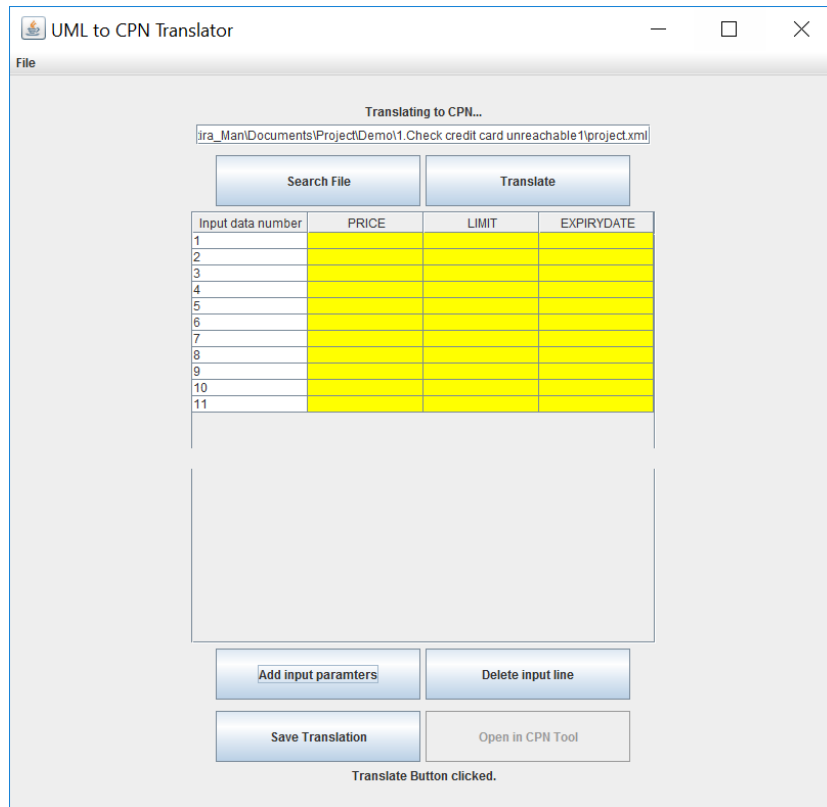 UML to CPN Translator
File
Translating to CPN...
tira_Man\Documents\Project\Demo\1.Check credit card unreachable1\project.xml
Search File Translate
Input data number PRICE LIMIT EXPIRYDATE
1
2
3
4
5
6
7
8
9
10
11
Add input paramters Delete input line
Save Translation Open in CPN Tool
Translate Button clicked.